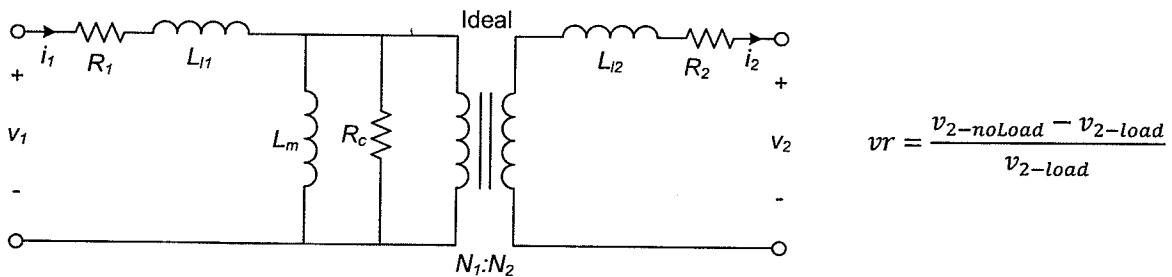 Ideal
i1 R1 Ll1 Ll2 R2 i2
+ +
v1 Lm Rc v2 vr = (v2−noLoad − v2−load) / v2−load
- -
N1:N2